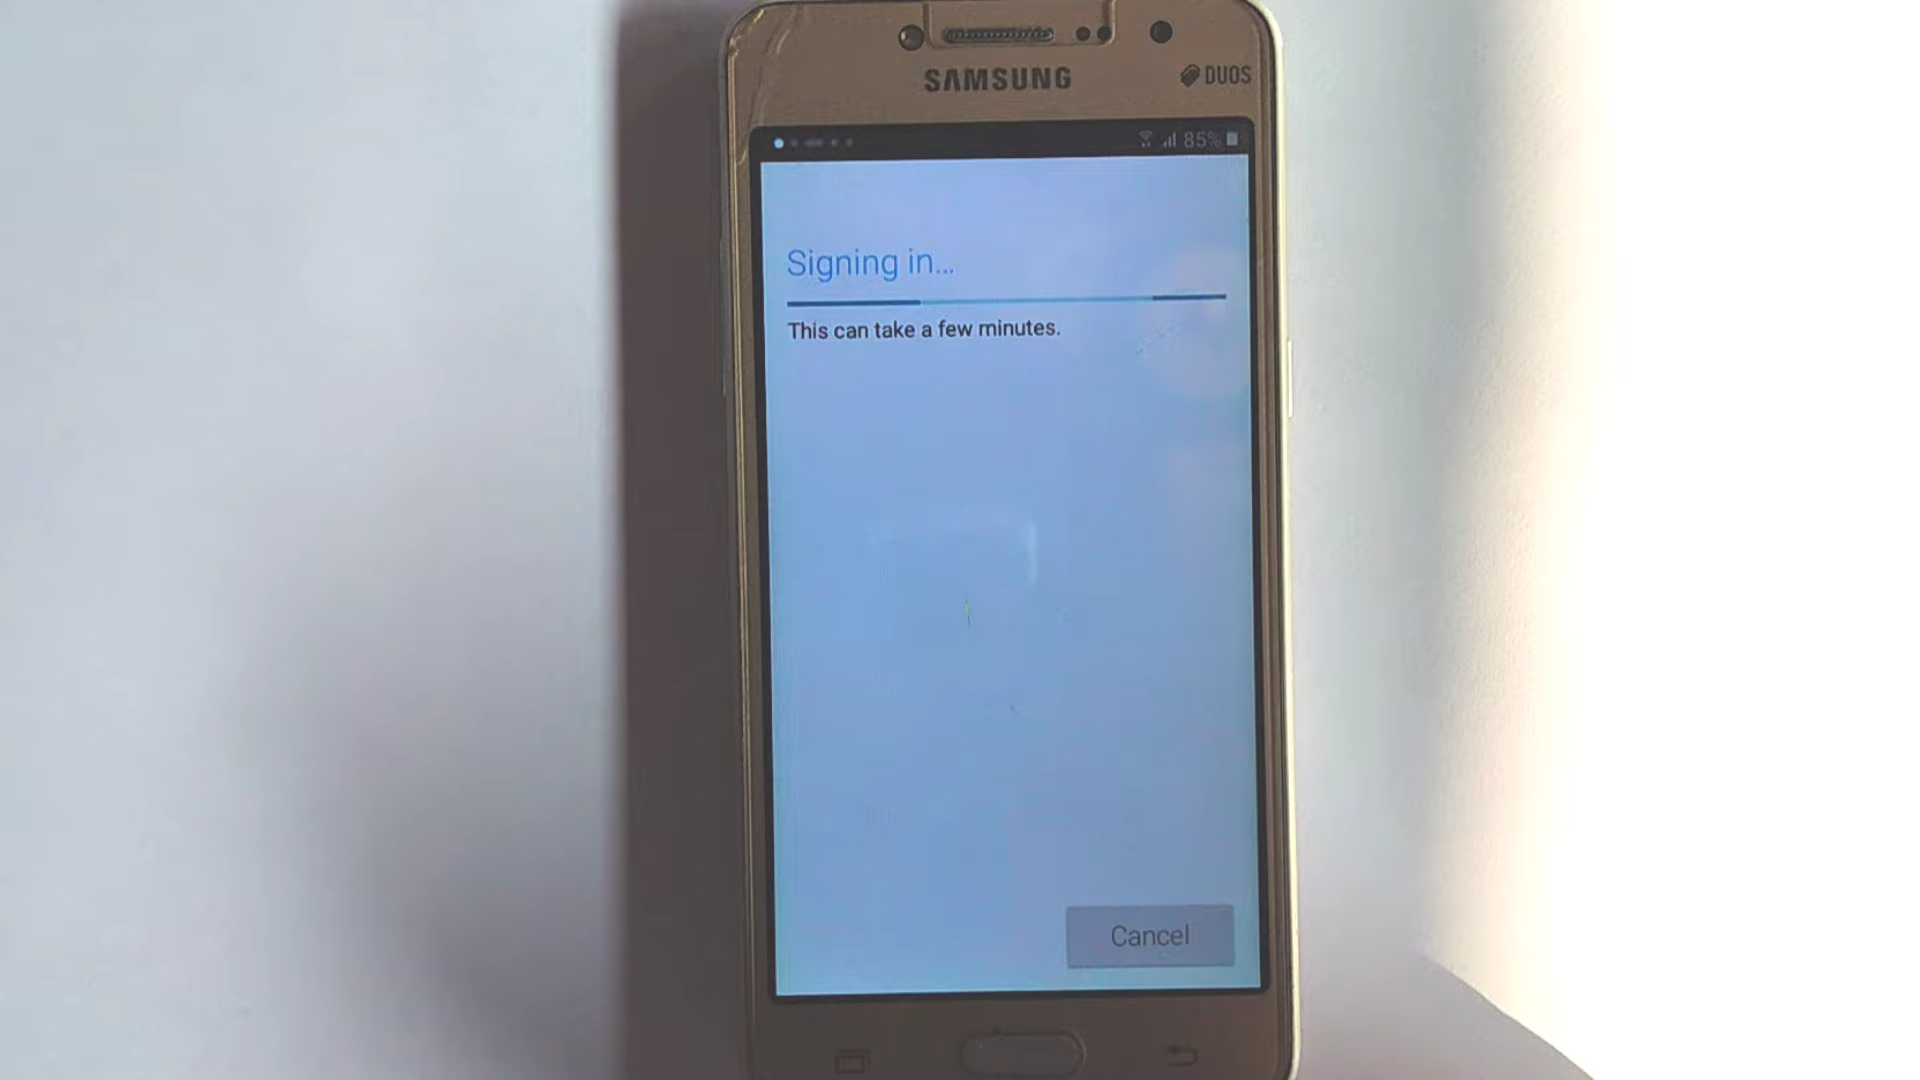 SAMSUNG
DUOS
85%
Signing in...
This can take a few minutes.
Cancel